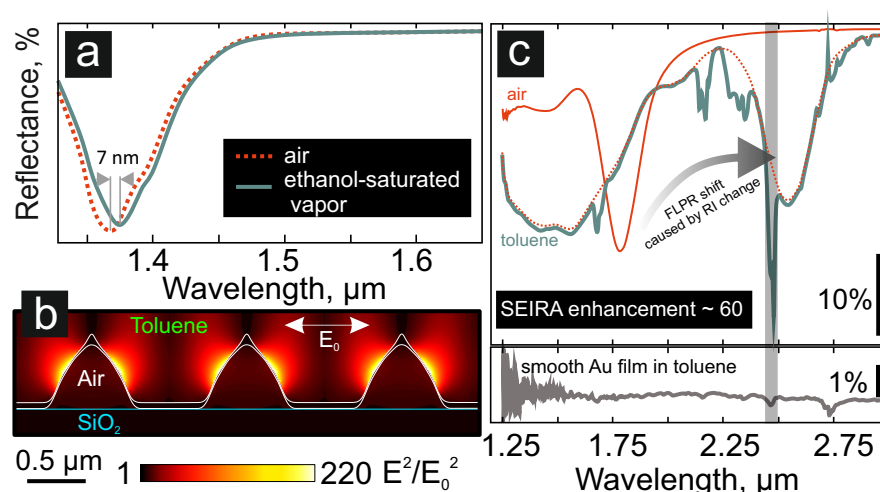 a
Reflectance, %
7 nm
air
ethanol-saturated
vapor
1.4
1.5
1.6
Wavelength, µm
b
Toluene
E₀
Air
SiO₂
0.5 µm
1
220
E²/E₀²
c
air
toluene
FLPR shift
caused by RI change
SEIRA enhancement ~ 60
10%
smooth Au film in toluene
1%
1.25
1.75
2.25
2.75
Wavelength, µm